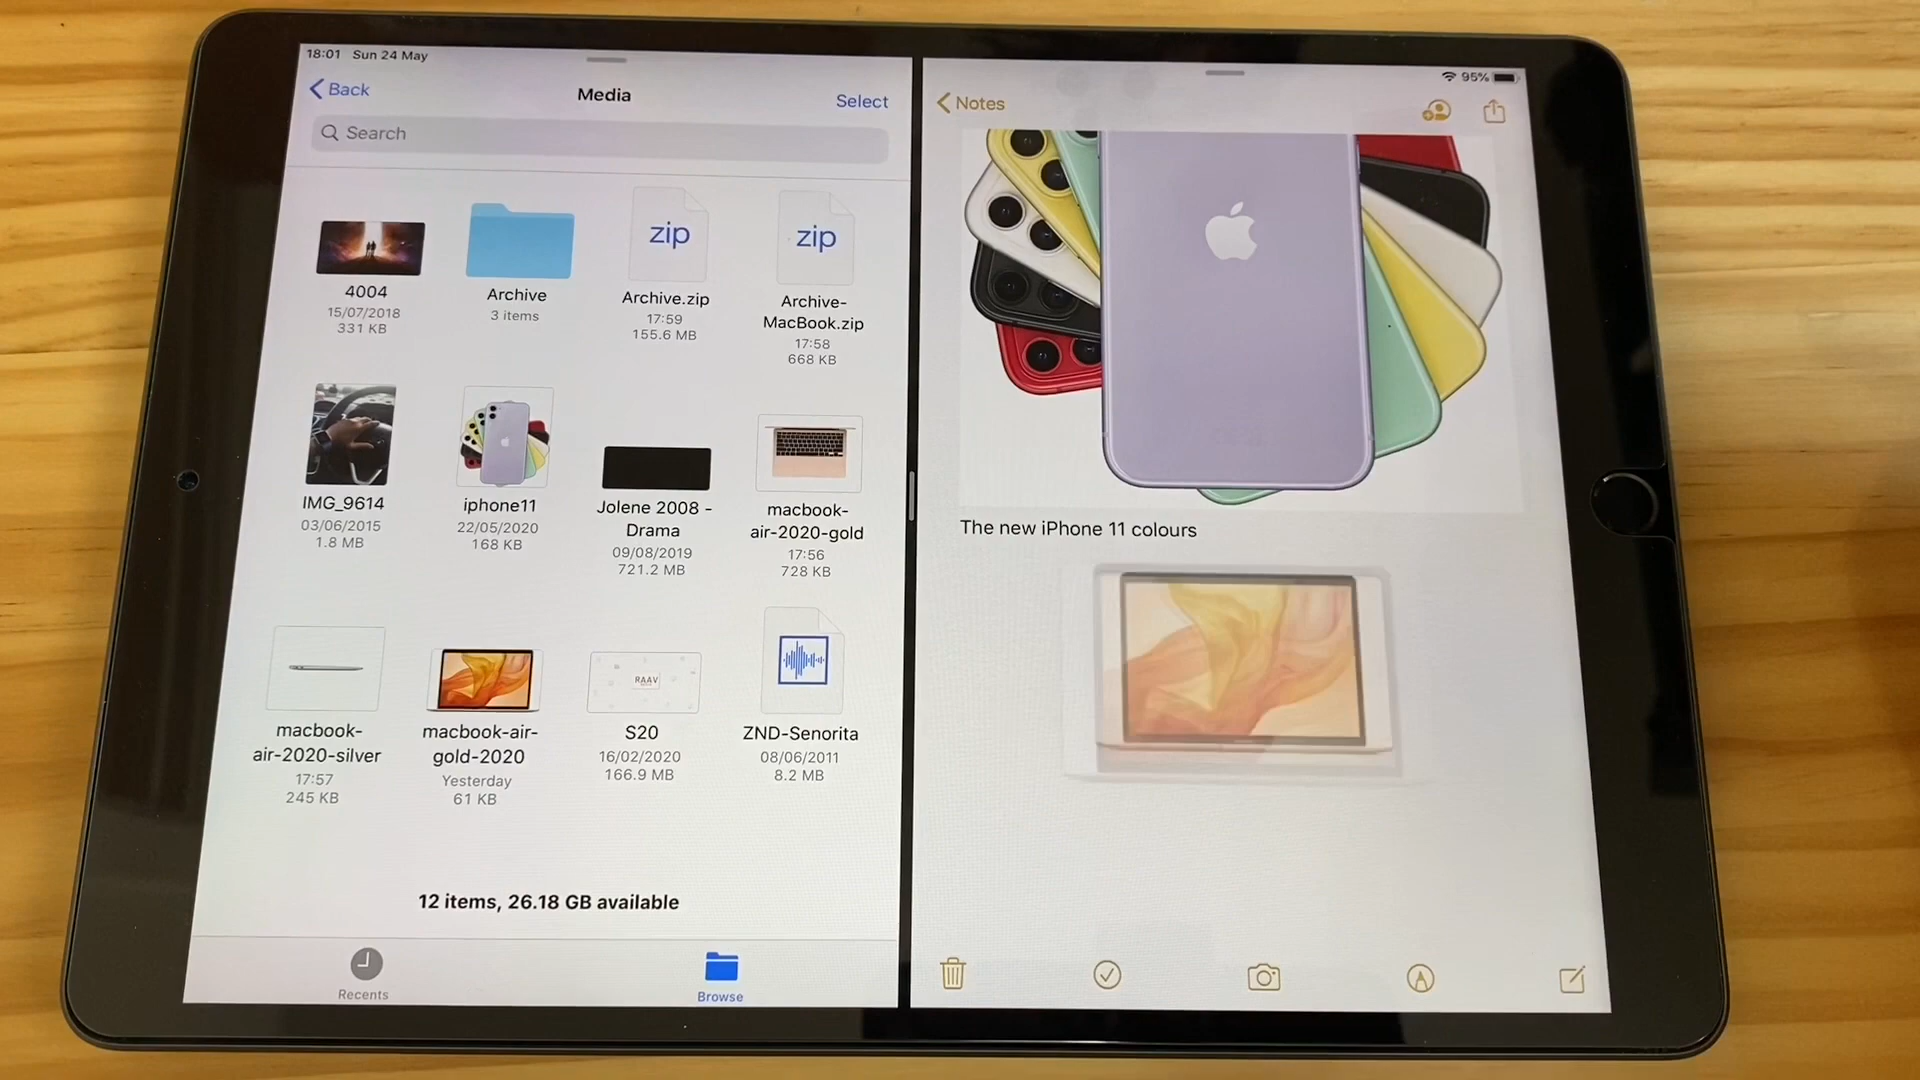 18:01 Sun 24 May
Back
Media
Select
Search
4004
15/07/2018
331 KB
Archive
3 items
zip
Archive.zip
17:59
155.6 MB
zip
Archive-
MacBook.zip
17:58
668 KB
IMG_9614
03/06/2015
1.8 MB
iphone11
22/05/2020
168 KB
Jolene 2008 -
Drama
09/08/2019
721.2 MB
macbook-
air-2020-gold
17:56
728 KB
macbook-
air-2020-silver
17:57
245 KB
macbook-air-
gold-2020
Yesterday
61 KB
RAAV
S20
16/02/2020
166.9 MB
ZND-Senorita
08/06/2011
8.2 MB
12 items, 26.18 GB available
Recents
Browse
95%
Notes
The new iPhone 11 colours